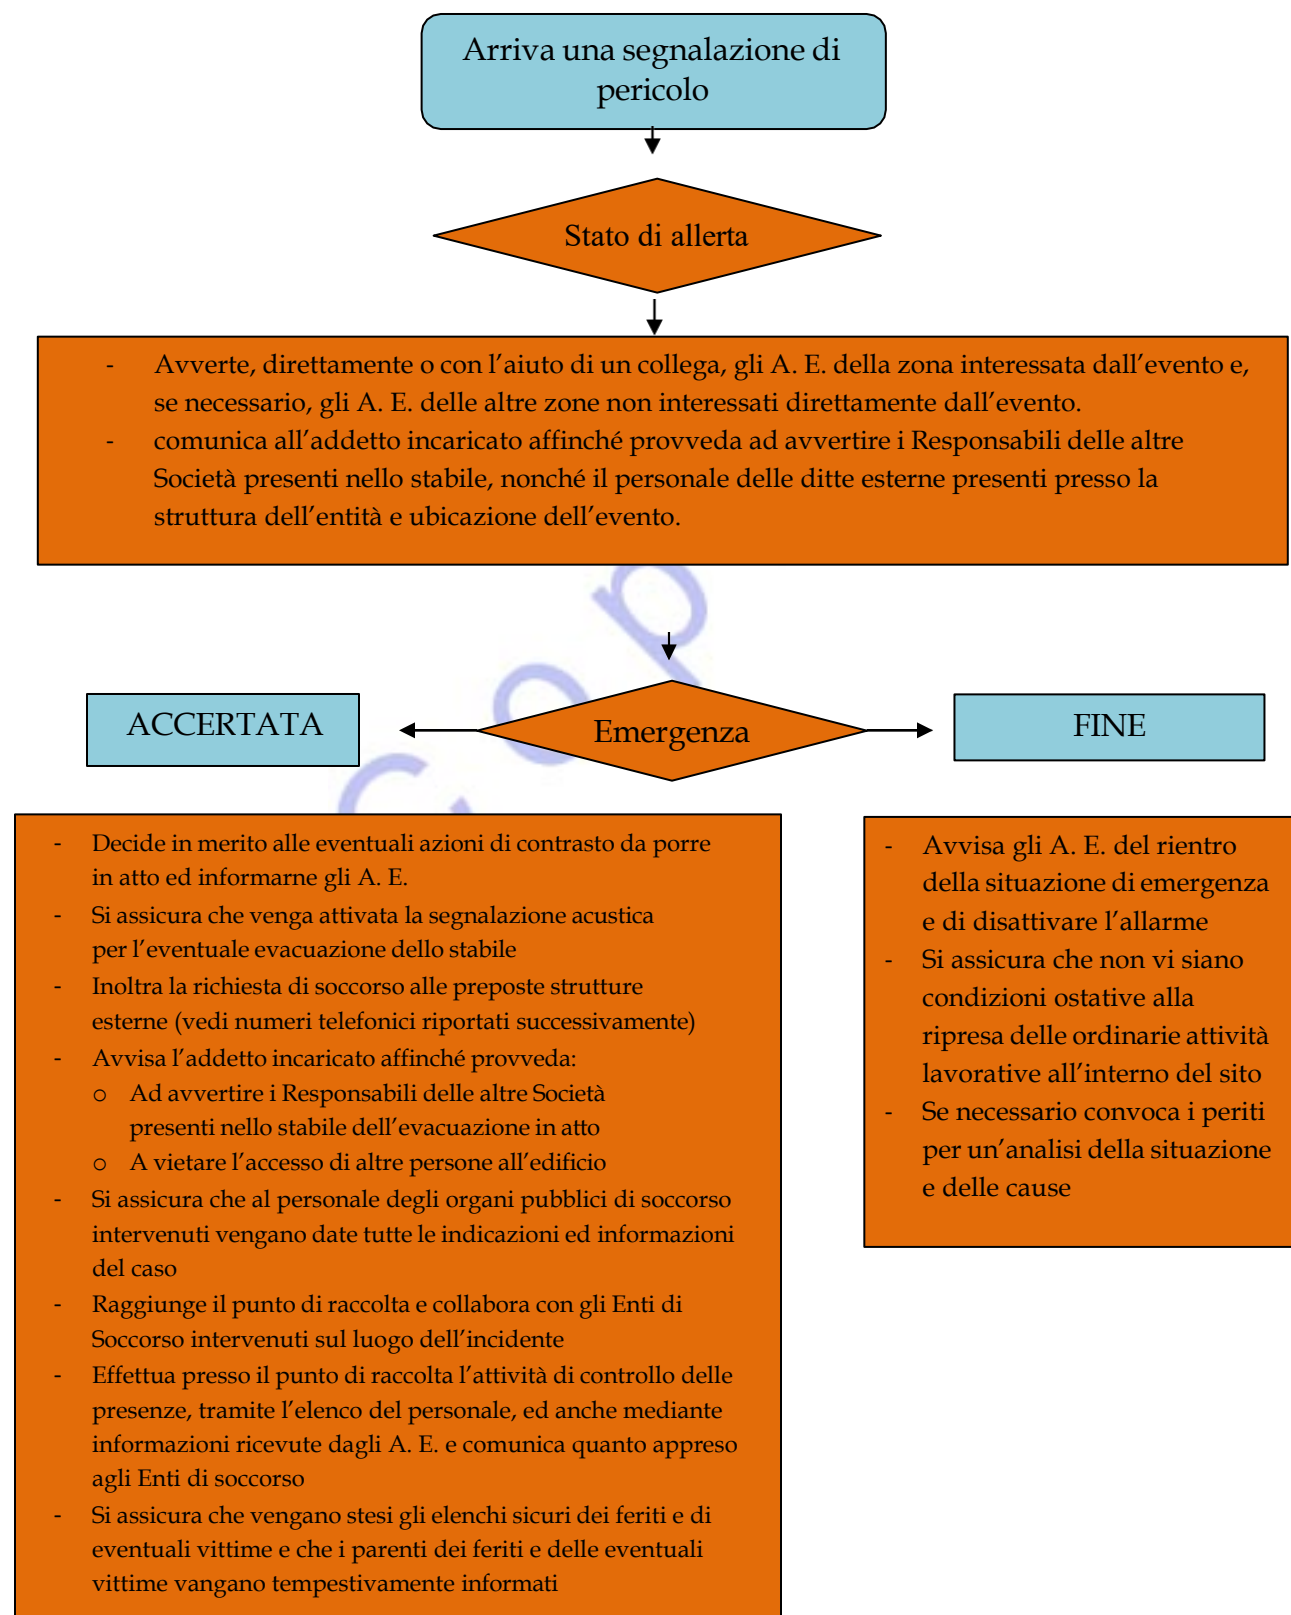 Arriva una segnalazione di
pericolo
Stato di allerta
- Avverte, direttamente o con l’aiuto di un collega, gli A. E. della zona interessata dall’evento e,
se necessario, gli A. E. delle altre zone non interessati direttamente dall’evento.
- comunica all’addetto incaricato affinché provveda ad avvertire i Responsabili delle altre
Società presenti nello stabile, nonché il personale delle ditte esterne presenti presso la
struttura dell’entità e ubicazione dell’evento.
Cop
ACCERTATA
Emergenza
FINE
- Decide in merito alle eventuali azioni di contrasto da porre
in atto ed informarne gli A. E.
- Si assicura che venga attivata la segnalazione acustica
per l’eventuale evacuazione dello stabile
- Inoltra la richiesta di soccorso alle preposte strutture
esterne (vedi numeri telefonici riportati successivamente)
- Avvisa l’addetto incaricato affinché provveda:
o Ad avvertire i Responsabili delle altre Società
presenti nello stabile dell’evacuazione in atto
o A vietare l’accesso di altre persone all’edificio
- Si assicura che al personale degli organi pubblici di soccorso
intervenuti vengano date tutte le indicazioni ed informazioni
del caso
- Raggiunge il punto di raccolta e collabora con gli Enti di
Soccorso intervenuti sul luogo dell’incidente
- Effettua presso il punto di raccolta l’attività di controllo delle
presenze, tramite l’elenco del personale, ed anche mediante
informazioni ricevute dagli A. E. e comunica quanto appreso
agli Enti di soccorso
- Si assicura che vengano stesi gli elenchi sicuri dei feriti e di
eventuali vittime e che i parenti dei feriti e delle eventuali
vittime vangano tempestivamente informati
- Avvisa gli A. E. del rientro
della situazione di emergenza
e di disattivare l’allarme
- Si assicura che non vi siano
condizioni ostative alla
ripresa delle ordinarie attività
lavorative all’interno del sito
- Se necessario convoca i periti
per un’analisi della situazione
e delle cause